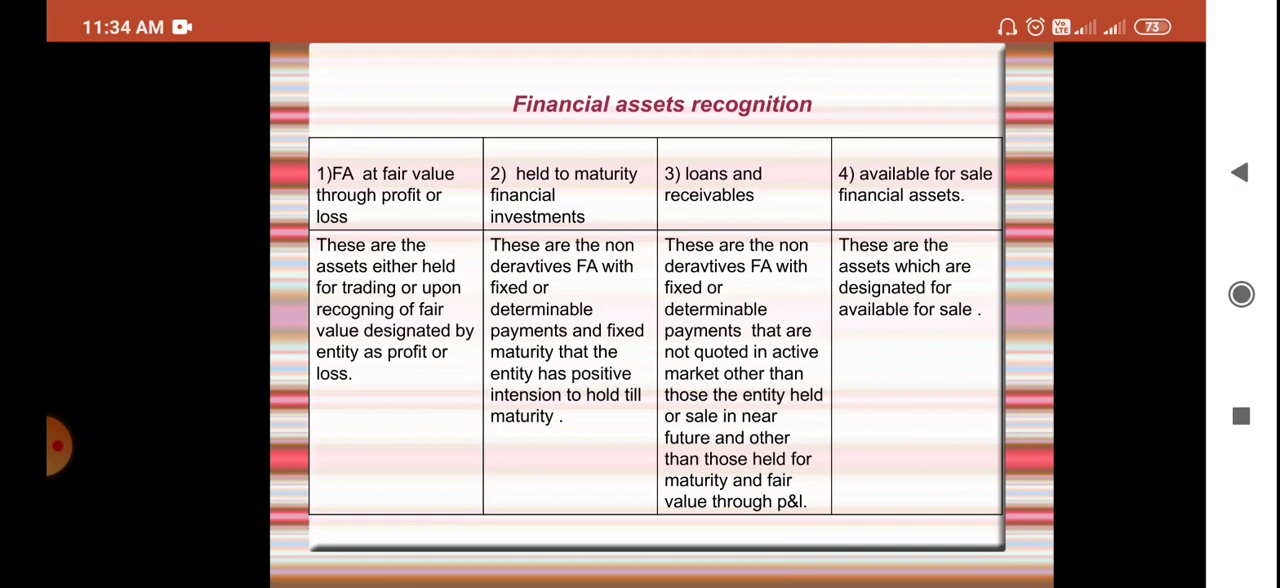 11:34 AM
Vo LTE
73
Financial assets recognition
1)FA at fair value
through profit or
loss
2) held to maturity
financial
investments
3) loans and
receivables
4) available for sale
financial assets.
These are the
assets either held
for trading or upon
recogning of fair
value designated by
entity as profit or
loss.
These are the non
deravtives FA with
fixed or
determinable
payments and fixed
maturity that the
entity has positive
intension to hold till
maturity .
These are the non
deravtives FA with
fixed or
determinable
payments that are
not quoted in active
market other than
those the entity held
or sale in near
future and other
than those held for
maturity and fair
value through p&l.
These are the
assets which are
designated for
available for sale .